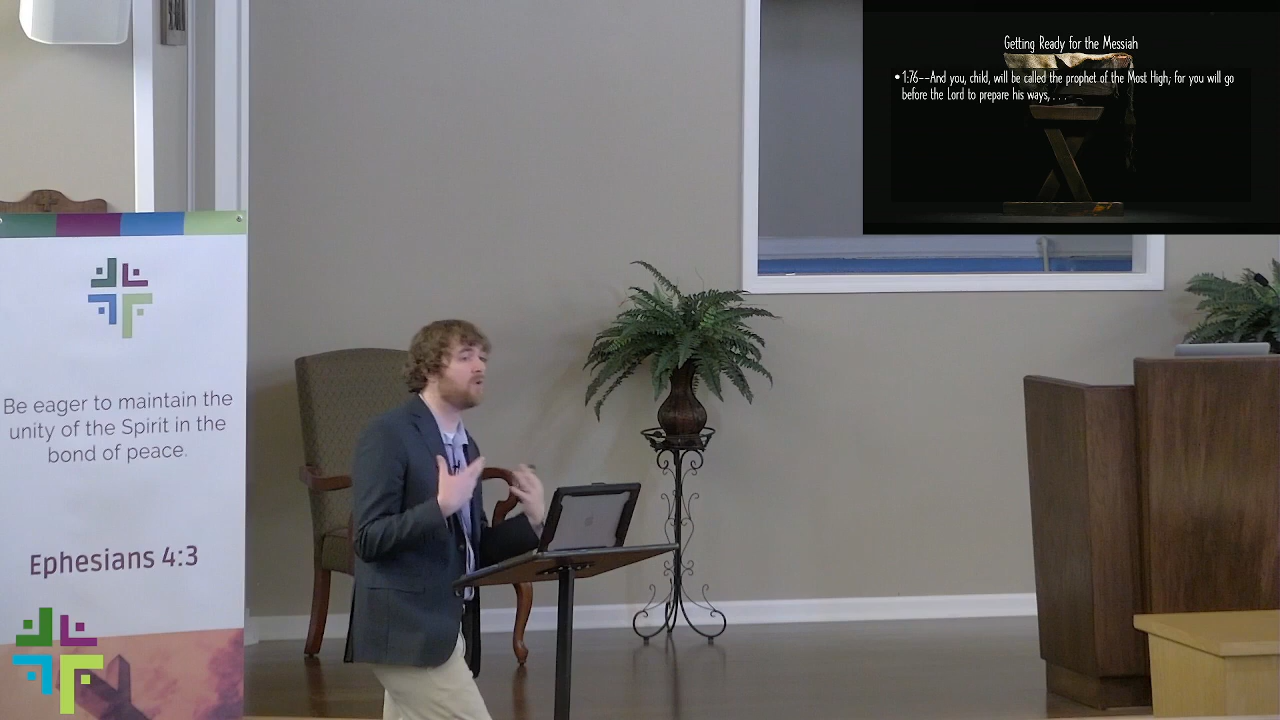 Getting Ready for the Messiah
• 1:76--And you, child, will be called the prophet of the Most High; for you will go
before the Lord to prepare his ways, . . .
Be eager to maintain the
unity of the Spirit in the
bond of peace.
Ephesians 4:3